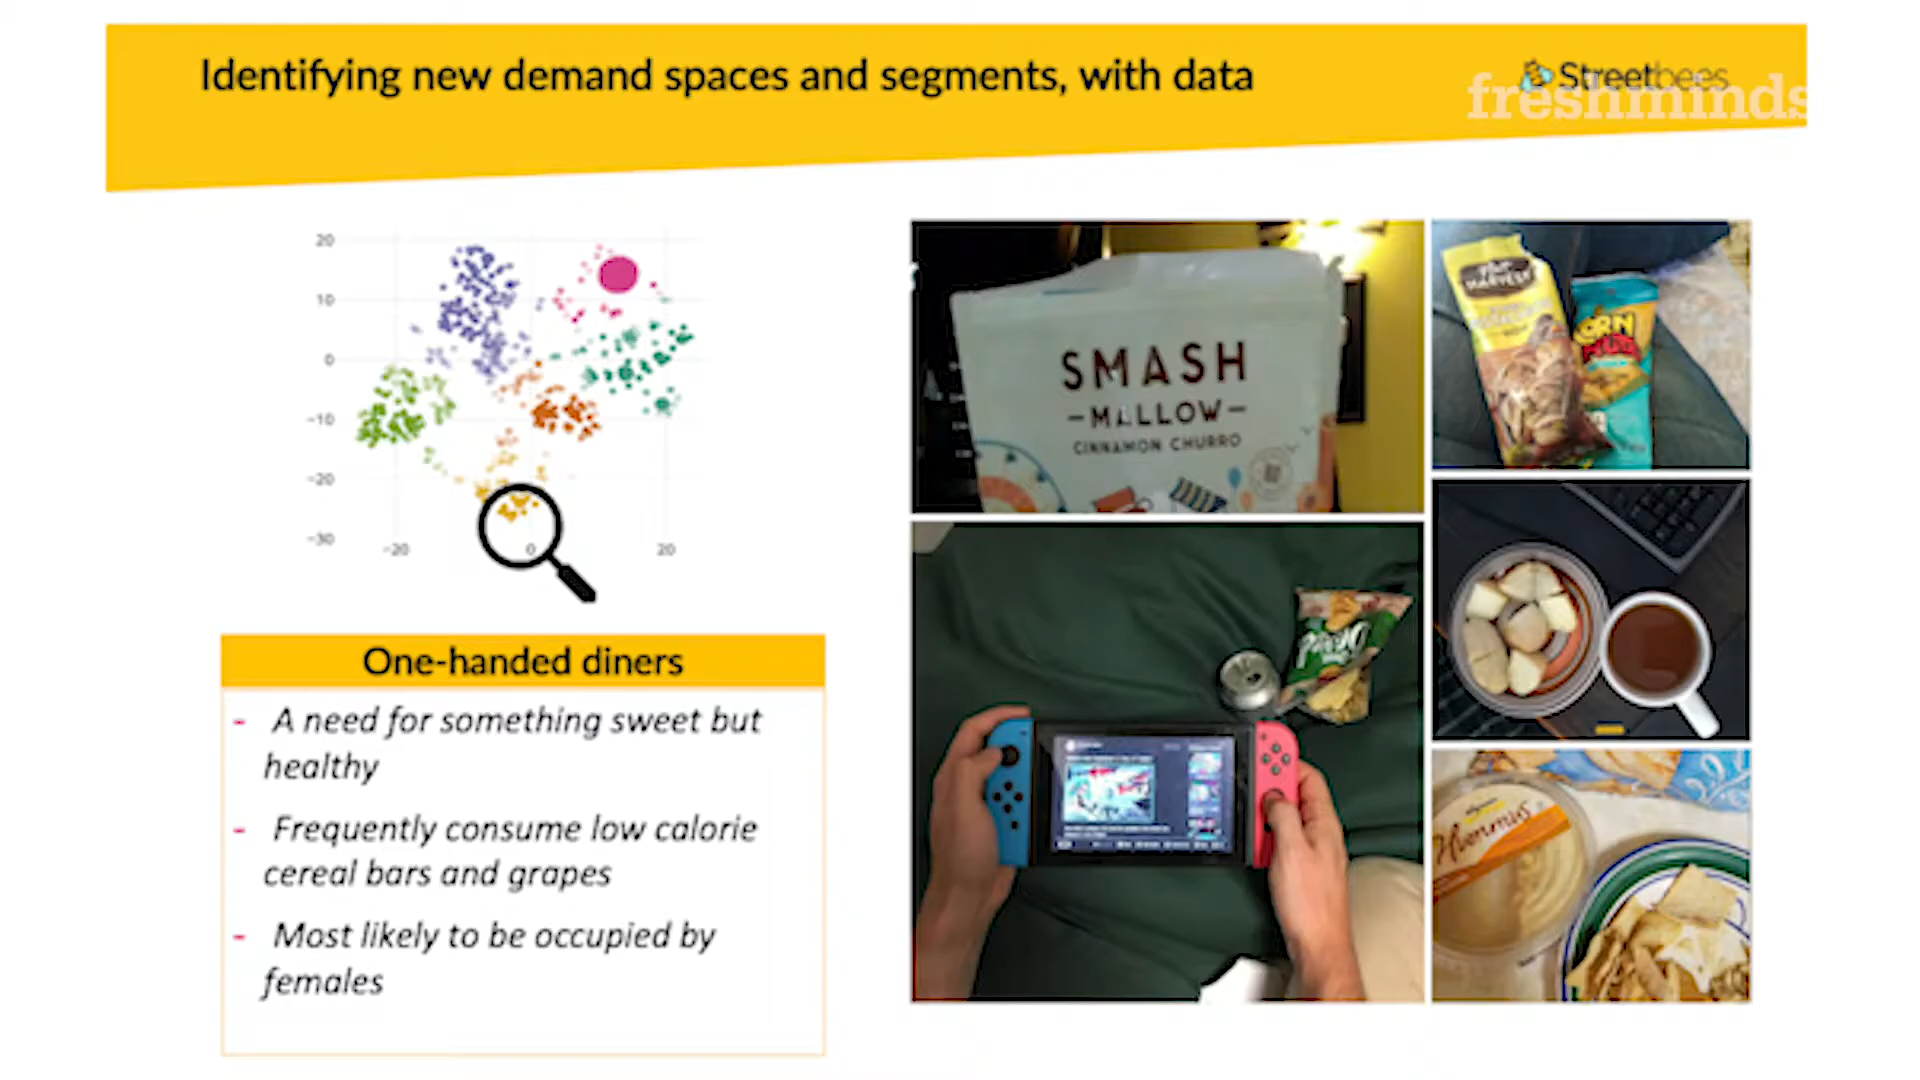 Identifying new demand spaces and segments, with data
Streetbees
freshminds
20
10
0
-10
-20
-30
-20
0
20
One-handed diners
- A need for something sweet but
healthy
- Frequently consume low calorie
cereal bars and grapes
- Most likely to be occupied by
females
SMASH
-MALLOW-
CINNAMON CHURRO
HARVEST
CORN